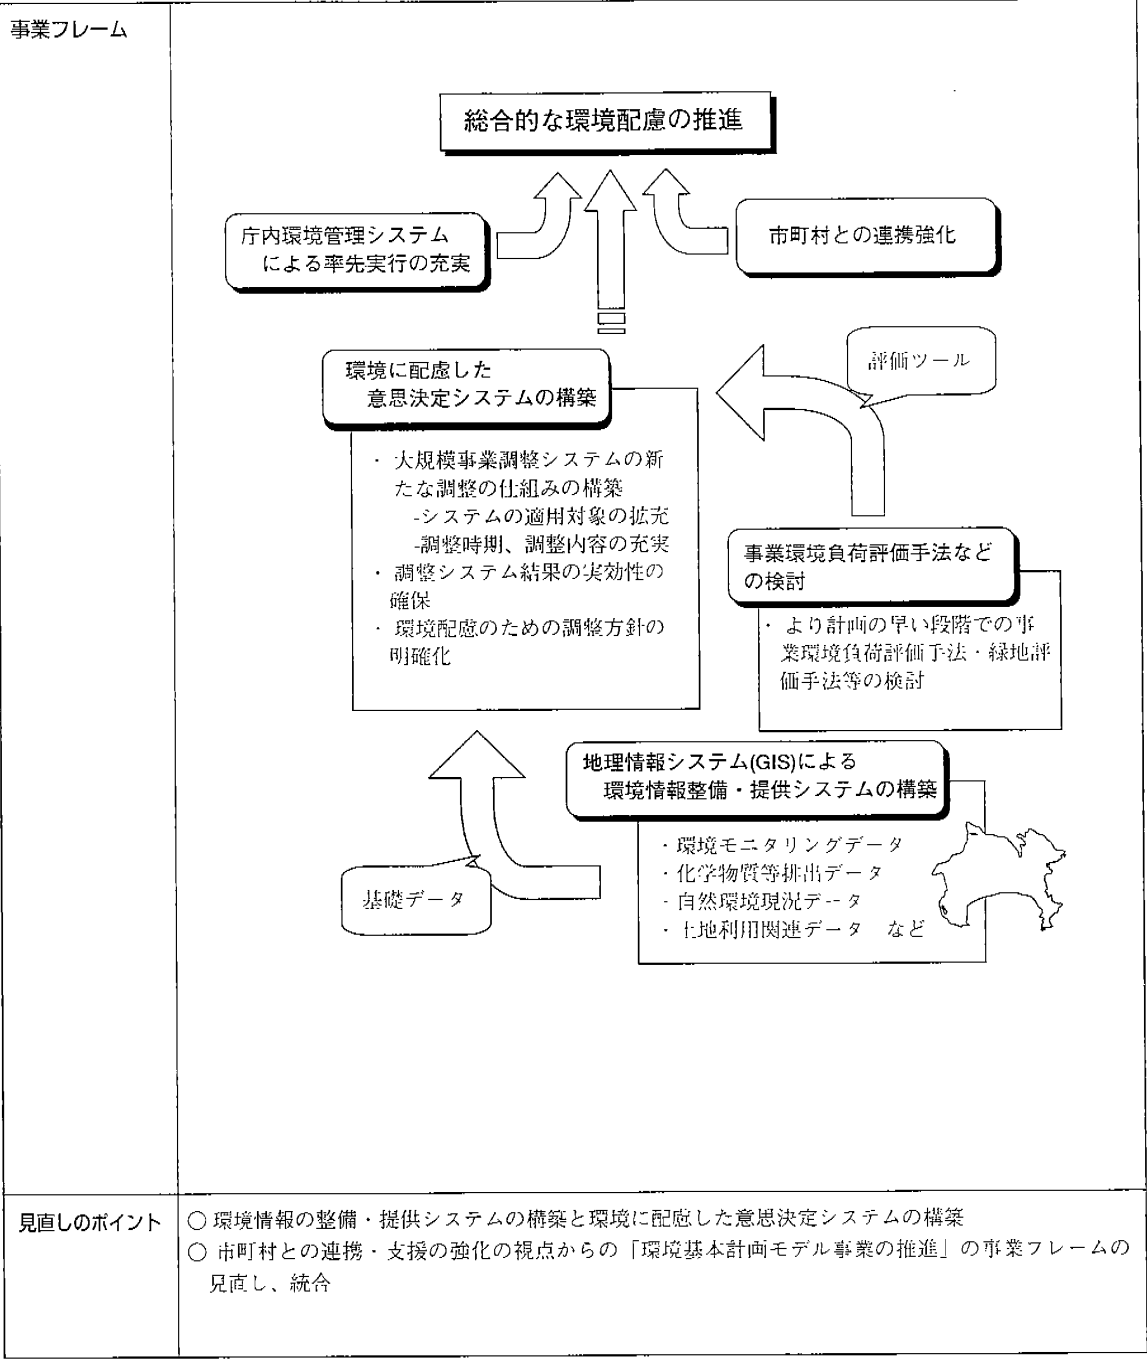 事業フレーム
総合的な環境配慮の推進
庁内環境管理システム
による率先実行の充実
市町村との連携強化
評価ツール
環境に配慮した
意思決定システムの構築
・ 大規模事業調整システムの新
たな調整の仕組みの構築
-システムの適用対象の拡充
-調整時期、調整内容の充実
・ 調整システム結果の実効性の
確保
・ 環境配慮のための調整方針の
明確化
事業環境負荷評価手法など
の検討
・ より計画の早い段階での事
業環境負荷評価手法・緑地評
価手法等の検討
地理情報システム(GIS)による
環境情報整備・提供システムの構築
・環境モニタリングデータ
・化学物質等排出データ
・自然環境現況データ
・土地利用関連データ　など
基礎データ
見直しのポイント
○ 環境情報の整備・提供システムの構築と環境に配慮した意思決定システムの構築
○ 市町村との連携・支援の強化の視点からの「環境基本計画モデル事業の推進」の事業フレームの
見直し、統合